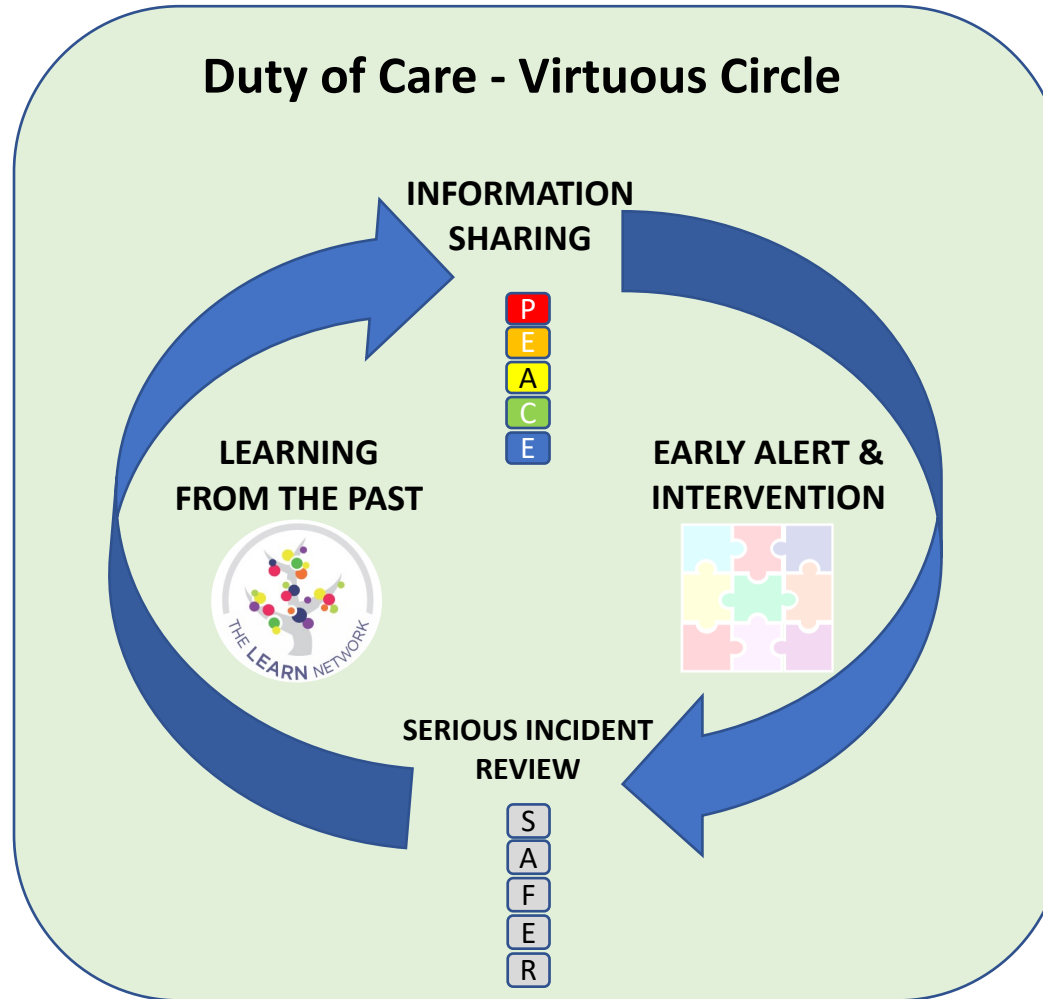 Duty of Care - Virtuous Circle
INFORMATION
SHARING
P
E
A
C
E
EARLY ALERT &
INTERVENTION
SERIOUS INCIDENT
REVIEW
S
A
F
E
R
LEARNING
FROM THE PAST
THE LEARN NETWORK